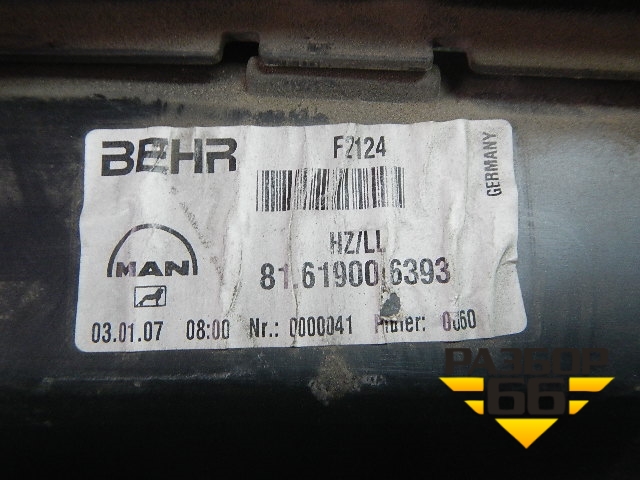 BEHR F2124
GERMANY
HZ/LL
MAN 81.61900 6393
03.01.07 08:00 Nr.: 0000041 Prüfer: 0060
РАЗБОР
66